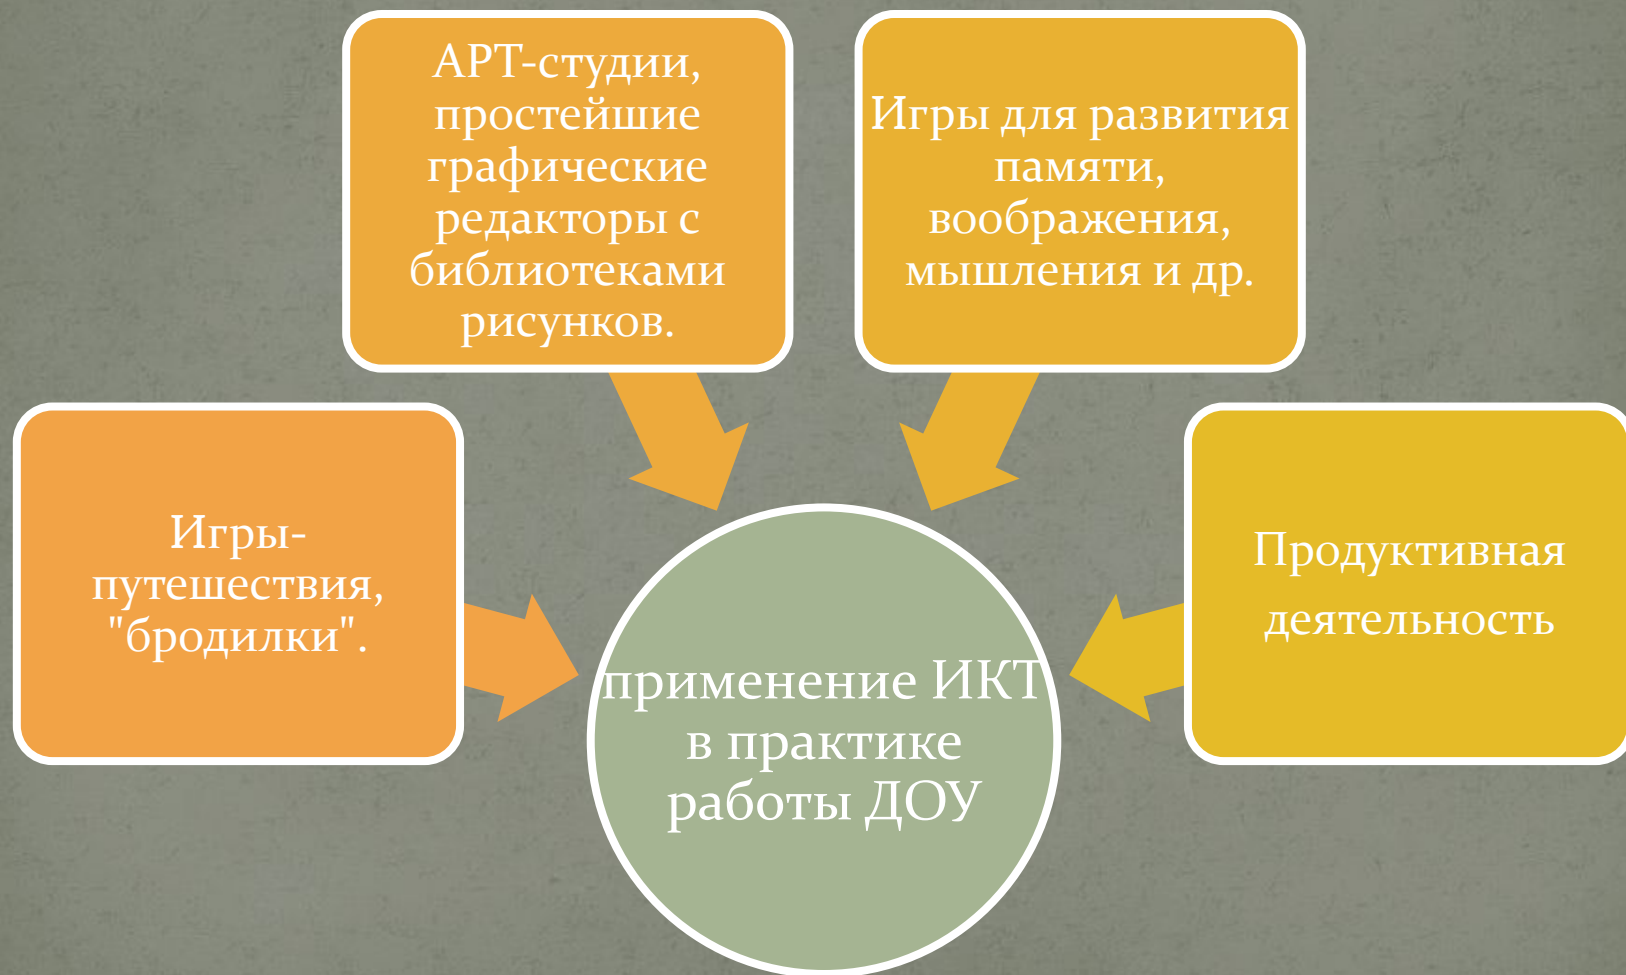 АРТ-студии,
простейшие
графические
редакторы с
библиотеками
рисунков.
Игры для развития
памяти,
воображения,
мышления и др.
Игры-
путешествия,
"бродилки".
Продуктивная
деятельность
применение ИКТ
в практике
работы ДОУ